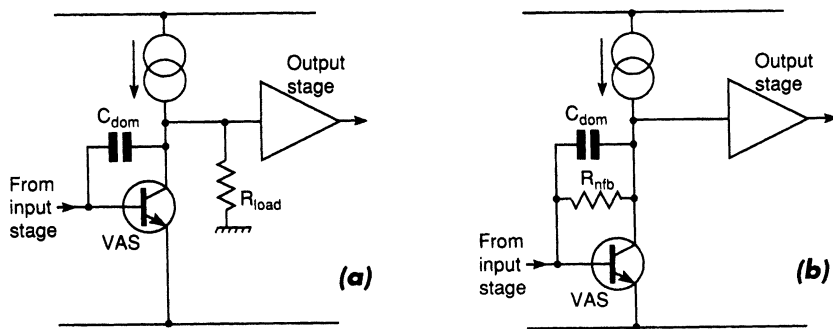 Output
stage
C_dom
From
input
stage
R_load
VAS
(a)
Output
stage
C_dom
R_nfb
From
input
stage
VAS
(b)